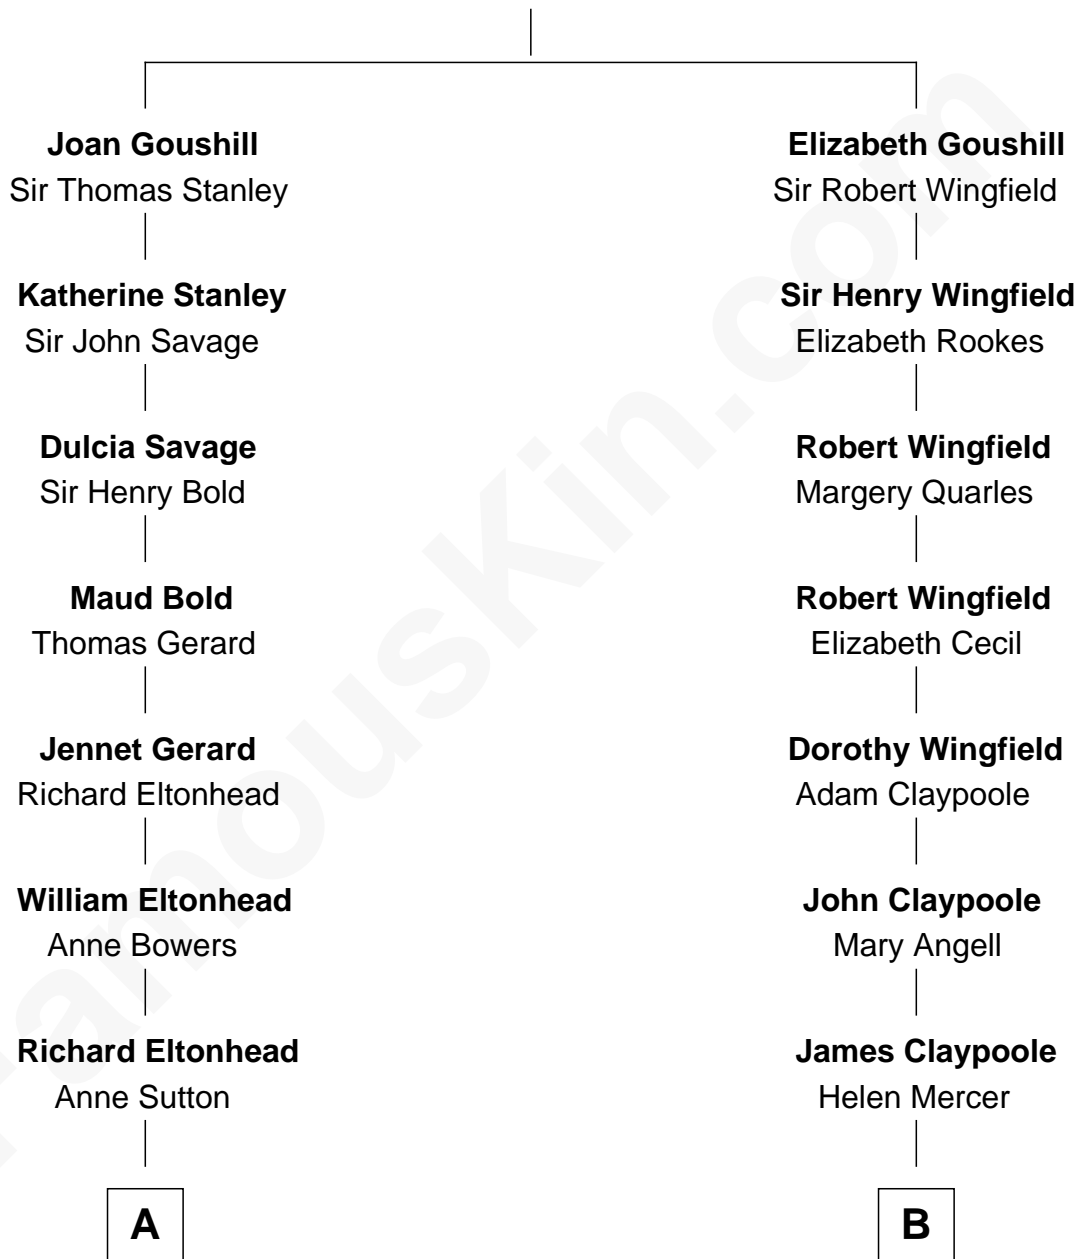 Joan Goushill
Sir Thomas Stanley
Katherine Stanley
Sir John Savage
Dulcia Savage
Sir Henry Bold
Maud Bold
Thomas Gerard
Jennet Gerard
Richard Eltonhead
William Eltonhead
Anne Bowers
Richard Eltonhead
Anne Sutton
A
Elizabeth Goushill
Sir Robert Wingfield
Sir Henry Wingfield
Elizabeth Rookes
Robert Wingfield
Margery Quarles
Robert Wingfield
Elizabeth Cecil
Dorothy Wingfield
Adam Claypoole
John Claypoole
Mary Angell
James Claypoole
Helen Mercer
B
FamousKin.com